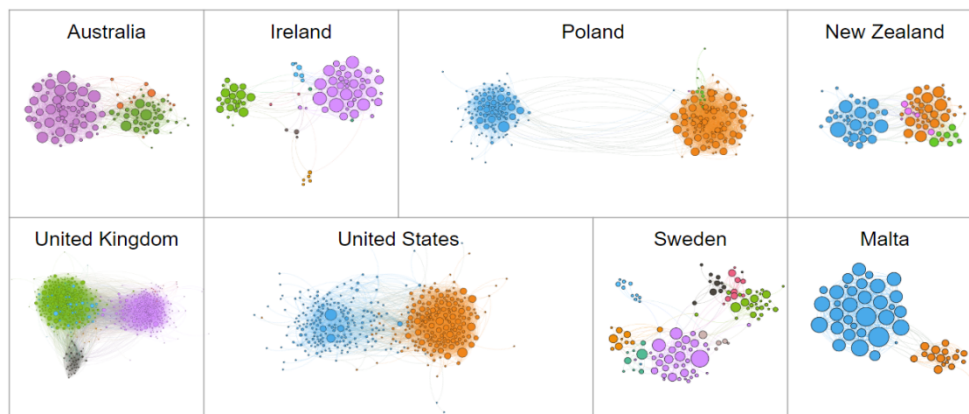 Australia
Ireland
Poland
New Zealand
United Kingdom
United States
Sweden
Malta